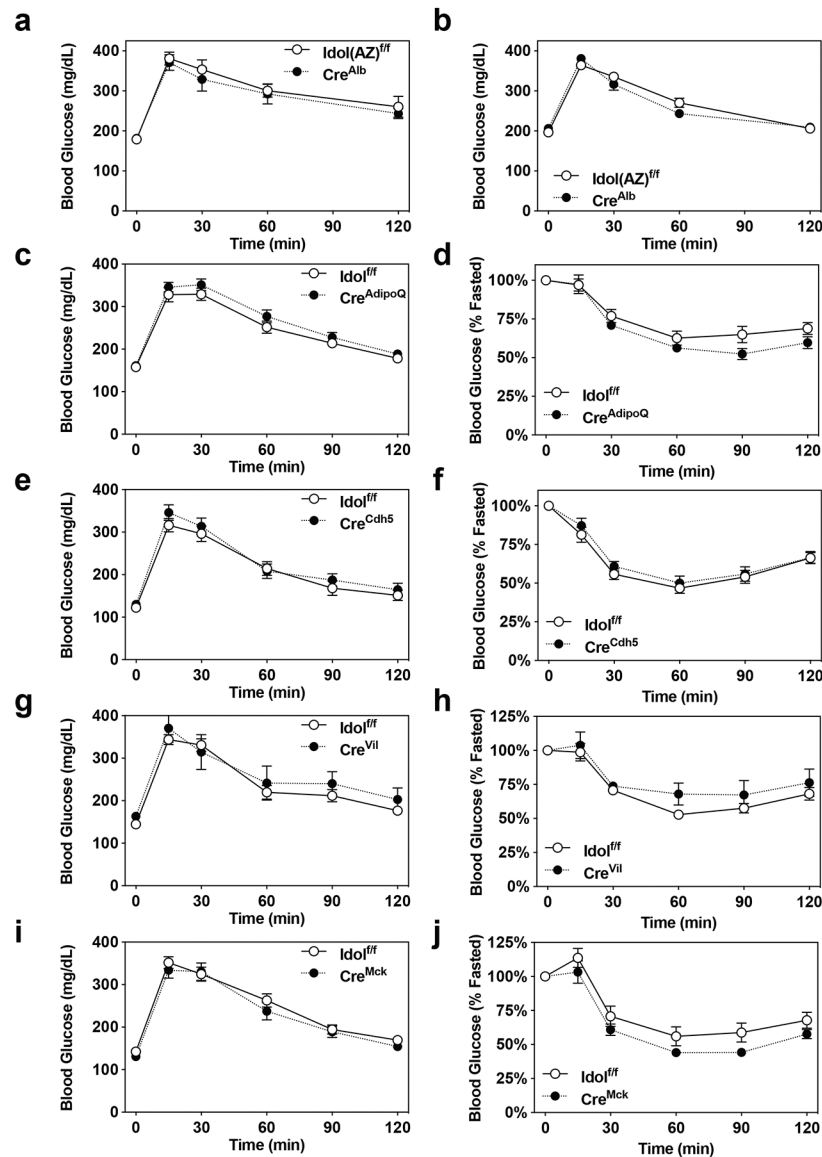 a
Blood Glucose (mg/dL)
400
300
200
100
0
Idol(AZ)f/f
CreAlb
0 30 60 90 120
Time (min)
b
Blood Glucose (mg/dL)
400
300
200
100
0
Idol(AZ)f/f
CreAlb
0 30 60 90 120
Time (min)
c
Blood Glucose (mg/dL)
400
300
200
100
0
Idolf/f
CreAdipoQ
0 30 60 90 120
Time (min)
d
Blood Glucose (% Fasted)
100%
75%
50%
25%
0%
Idolf/f
CreAdipoQ
0 30 60 90 120
Time (min)
e
Blood Glucose (mg/dL)
400
300
200
100
0
Idolf/f
CreCdh5
0 30 60 90 120
Time (min)
f
Blood Glucose (% Fasted)
100%
75%
50%
25%
0%
Idolf/f
CreCdh5
0 30 60 90 120
Time (min)
g
Blood Glucose (mg/dL)
400
300
200
100
0
Idolf/f
CreVil
0 30 60 90 120
Time (min)
h
Blood Glucose (% Fasted)
125%
100%
75%
50%
25%
0%
Idolf/f
CreVil
0 30 60 90 120
Time (min)
i
Blood Glucose (mg/dL)
400
300
200
100
0
Idolf/f
CreMck
0 30 60 90 120
Time (min)
j
Blood Glucose (% Fasted)
125%
100%
75%
50%
25%
0%
Idolf/f
CreMck
0 30 60 90 120
Time (min)